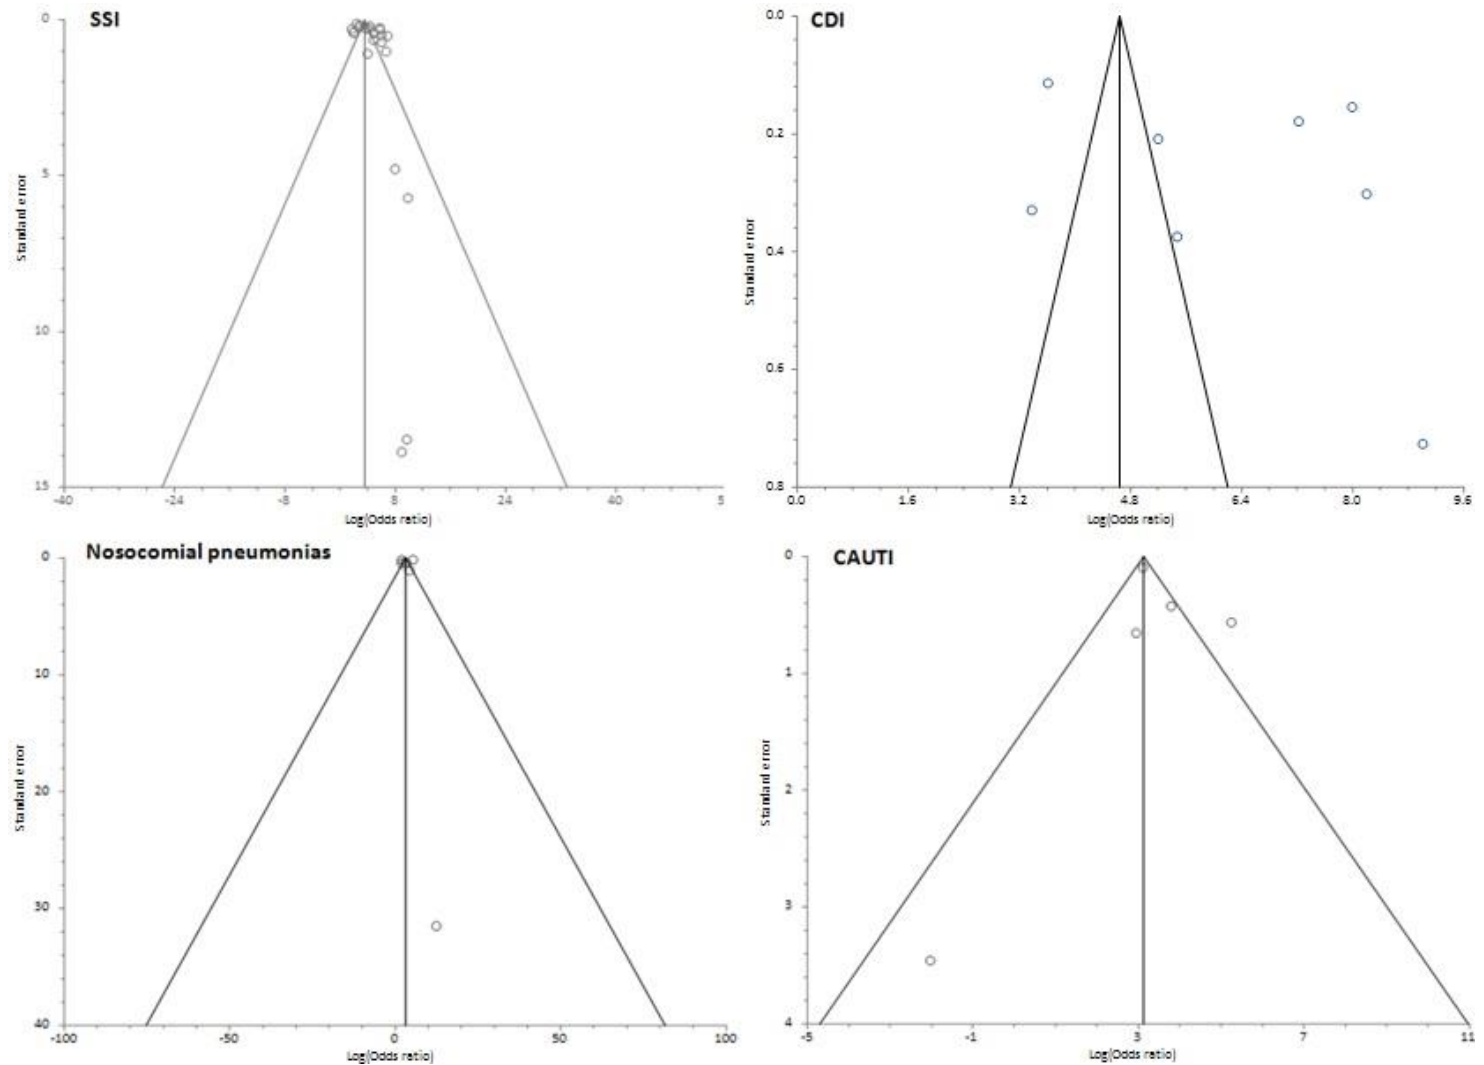 SSI
0
5
10
15
Standard error
-40 -24 -8 8 24 40 5
Log(Odds ratio)
CDI
0.0
0.2
0.4
0.6
0.8
Standard error
0.0 1.6 3.2 4.8 6.4 8.0 9.6
Log(Odds ratio)
Nosocomial pneumonias
0
10
20
30
40
Standard error
-100 -50 0 50 100
Log(Odds ratio)
CAUTI
0
1
2
3
4
Standard error
-5 -1 3 7 11
Log(Odds ratio)